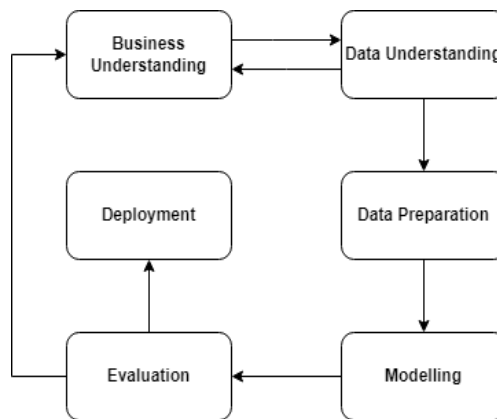 Business
Understanding
Data Understanding
Deployment
Data Preparation
Evaluation
Modelling